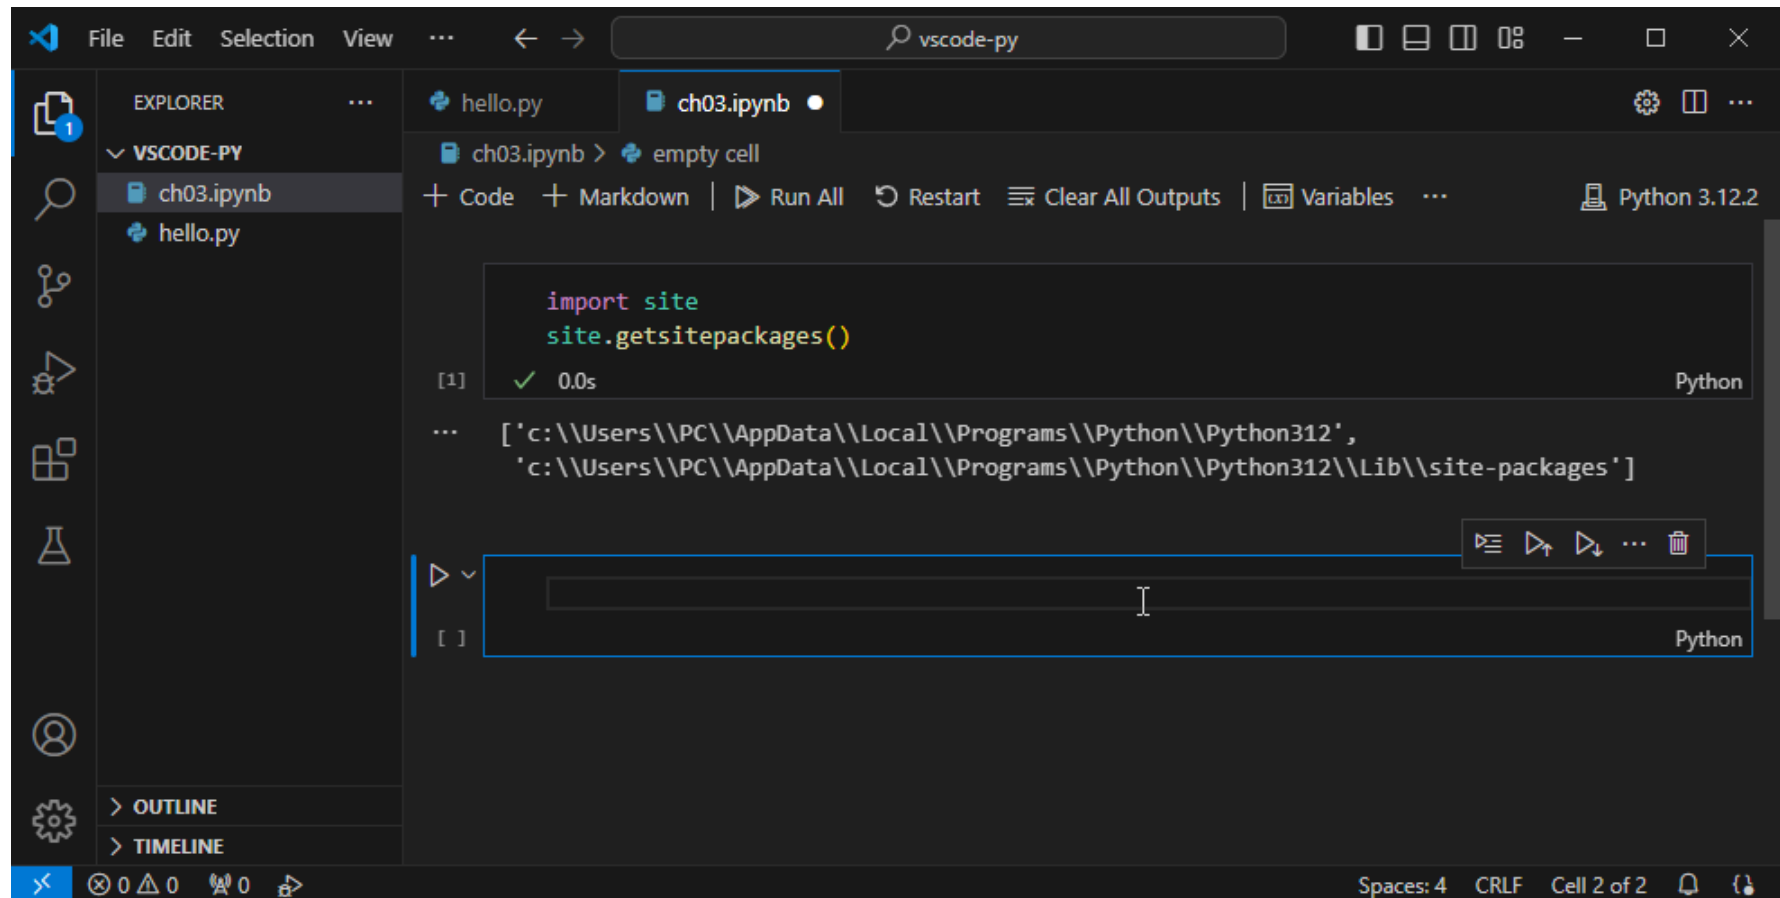 File Edit Selection View ··· vscode-py
EXPLORER ···
VSCODE-PY
ch03.ipynb
hello.py
OUTLINE
TIMELINE
1
hello.py ch03.ipynb
ch03.ipynb > empty cell
+ Code + Markdown | Run All Restart Clear All Outputs | Variables ··· Python 3.12.2
import site
site.getsitepackages()
[1] 0.0s Python
['c:\\Users\\PC\\AppData\\Local\\Programs\\Python\\Python312',
'c:\\Users\\PC\\AppData\\Local\\Programs\\Python\\Python312\\Lib\\site-packages']
[ ] Python
0 0 0 Spaces: 4 CRLF Cell 2 of 2